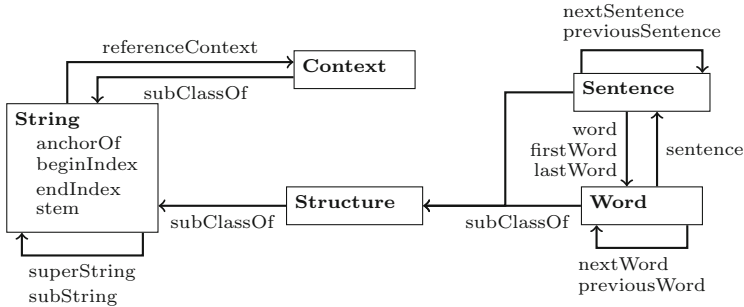 nextSentence
previousSentence
referenceContext
Context
subClassOf
Sentence
String
anchorOf
beginIndex
endIndex
stem
word
firstWord
lastWord
sentence
Structure
Word
subClassOf
subClassOf
superString
subString
nextWord
previousWord